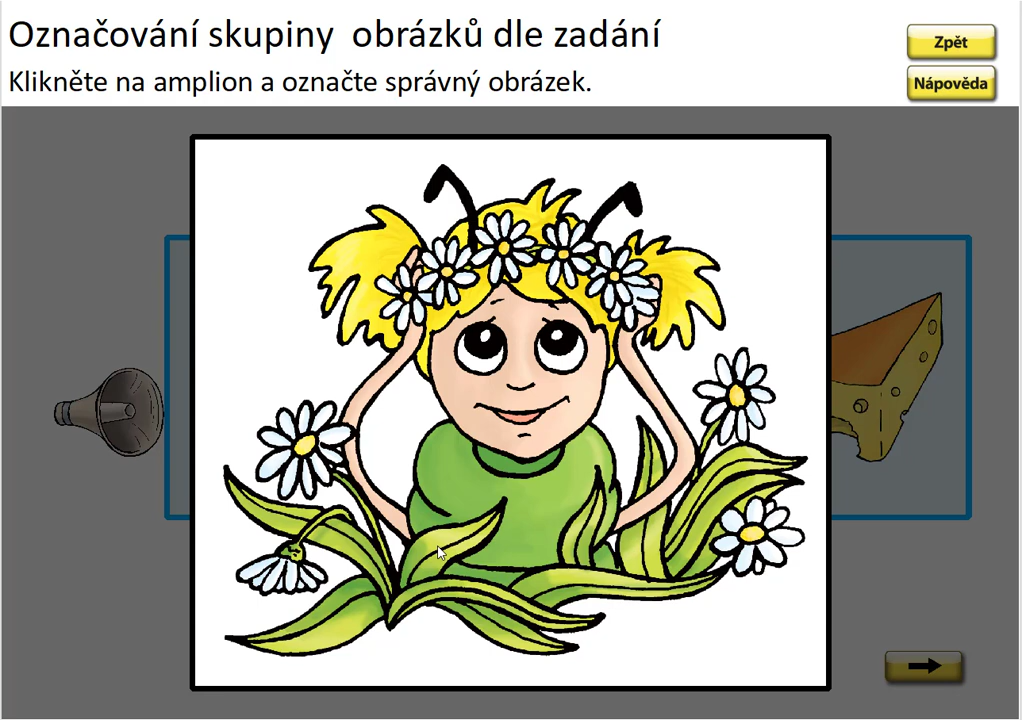 Označování skupiny  obrázků dle zadání
Zpět
Klikněte na amplion a označte správný obrázek.
Nápověda